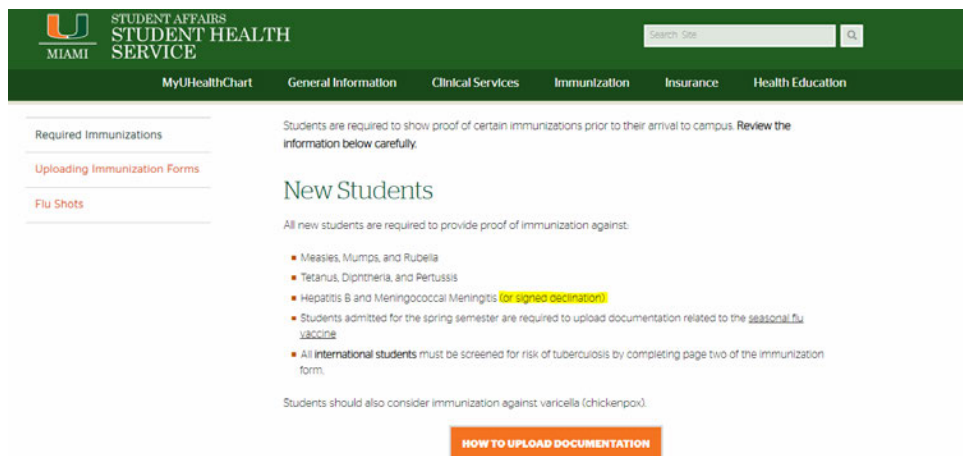 STUDENT AFFAIRS
STUDENT HEALTH
SERVICE
MIAMI
Search Site
MyUHealthChart General Information Clinical Services Immunization Insurance Health Education
Required Immunizations
Uploading Immunization Forms
Flu Shots
Students are required to show proof of certain immunizations prior to their arrival to campus. Review the
information below carefully.
New Students
All new students are required to provide proof of immunization against:
Measles, Mumps, and Rubella
Tetanus, Diphtheria, and Pertussis
Hepatitis B and Meningococcal Meningitis (or signed declination)
Students admitted for the spring semester are required to upload documentation related to the seasonal flu
vaccine
All international students must be screened for risk of tuberculosis by completing page two of the immunization
form.
Students should also consider immunization against varicella (chickenpox).
HOW TO UPLOAD DOCUMENTATION